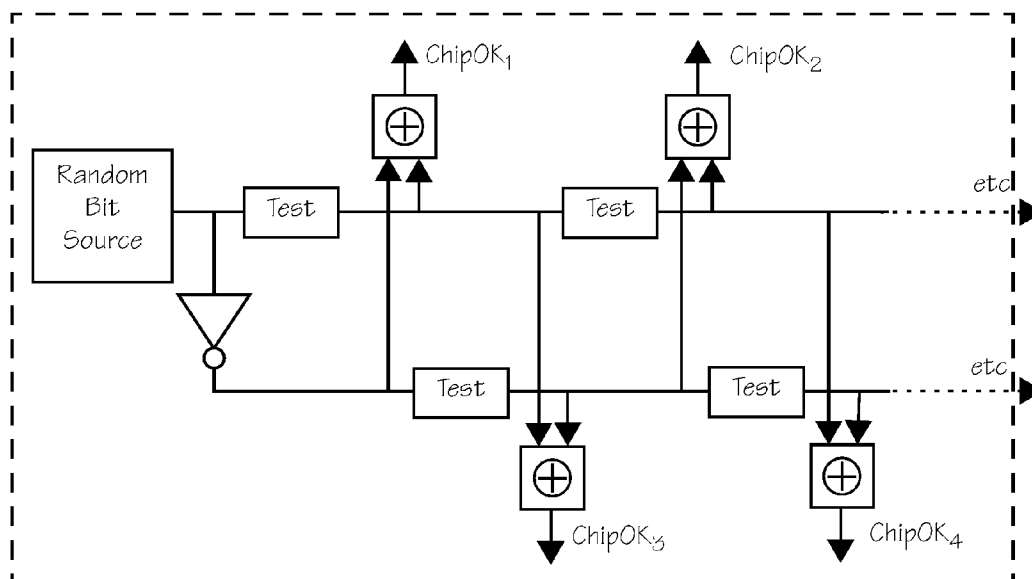 ChipOK1
ChipOK2
Random
Bit
Source
Test
Test
etc
Test
Test
etc
ChipOK3
ChipOK4